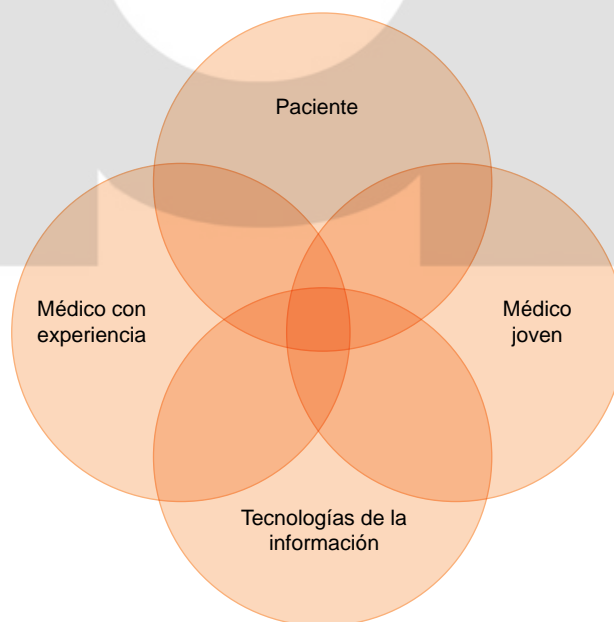 Paciente
Médico con
experiencia
Médico
joven
Tecnologías de la
información